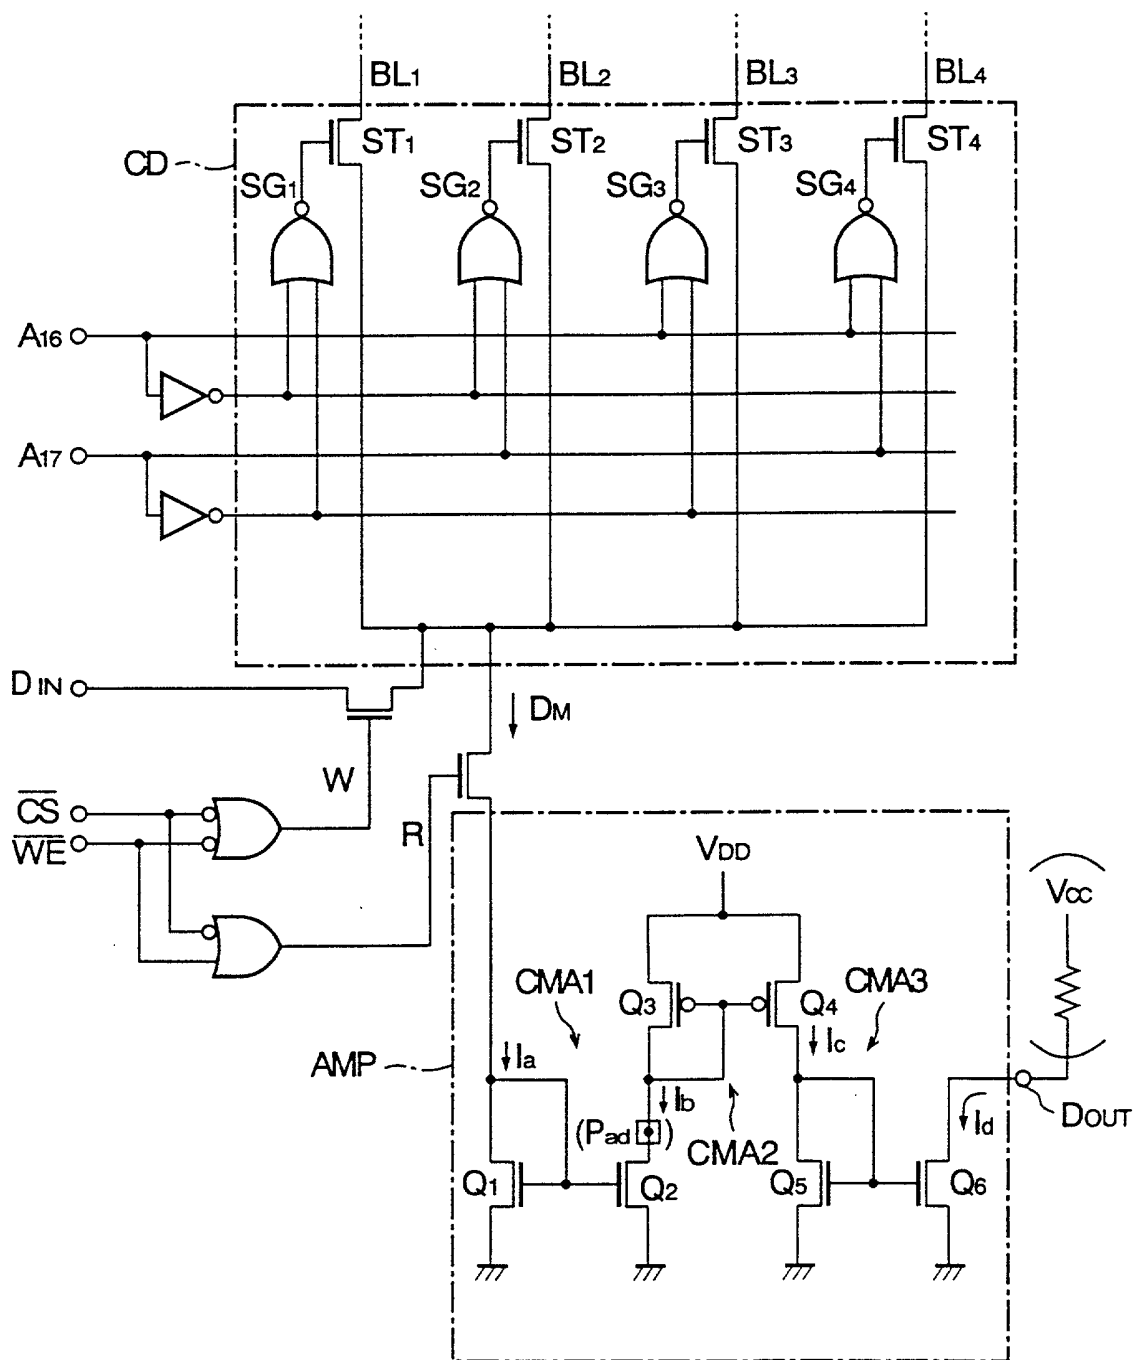 BL1 BL2 BL3 BL4
ST1 ST2 ST3 ST4
CD
SG1 SG2 SG3 SG4
A16
A17
DIN
DM
W
CS
WE
R
VDD
VCC
CMA1 Q3 Q4 CMA3
Ic
AMP Ia
Ib
DOUT
Id
(Pad)
CMA2
Q1 Q2 Q5 Q6